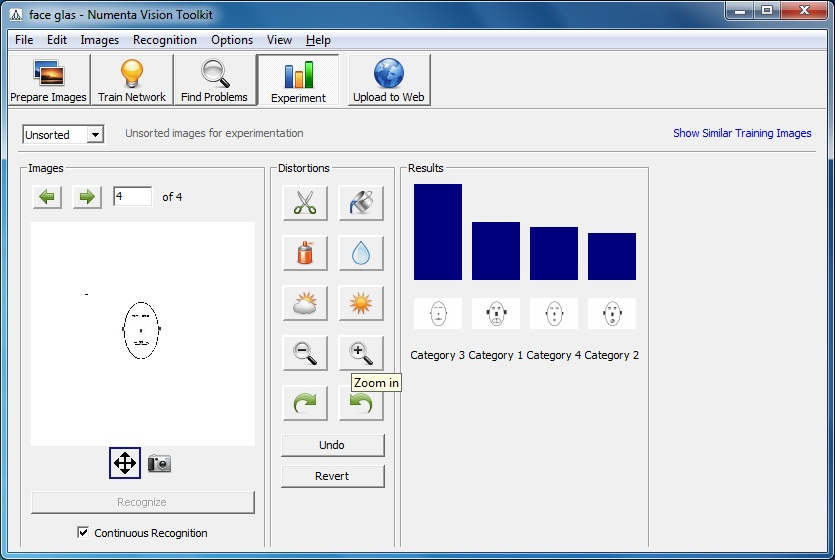 face glas - Numenta Vision Toolkit
File Edit Images Recognition Options View Help
Prepare Images Train Network Find Problems Experiment Upload to Web
Unsorted Unsorted images for experimentation Show Similar Training Images
Images Distortions Results
4 of 4
Zoom in
Category 3 Category 1 Category 4 Category 2
Undo
Revert
Recognize
Continuous Recognition